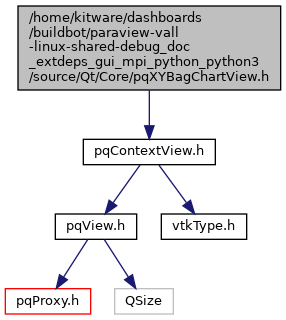 /home/kitware/dashboards
/buildbot/paraview-vall
-linux-shared-debug_doc
_extdeps_gui_mpi_python_python3
/source/Qt/Core/pqXYBagChartView.h
pqContextView.h
pqView.h
vtkType.h
pqProxy.h
QSize